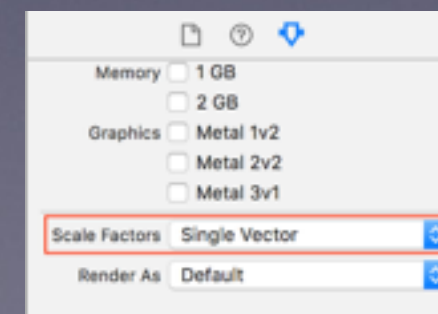 Memory 1 GB
2 GB
Graphics Metal 1v2
Metal 2v2
Metal 3v1
Scale Factors Single Vector
Render As Default